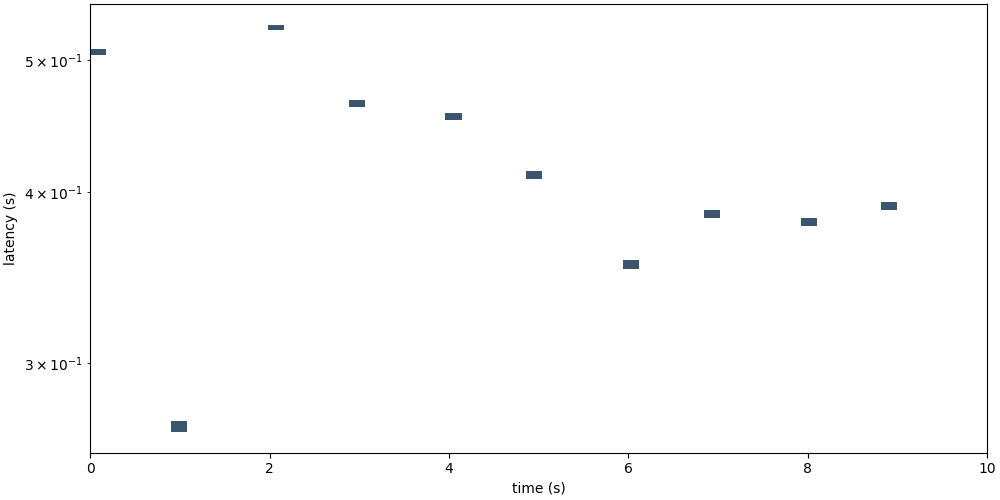 5 × 10⁻¹
4 × 10⁻¹
3 × 10⁻¹
latency (s)
0 2 4 6 8 10
time (s)